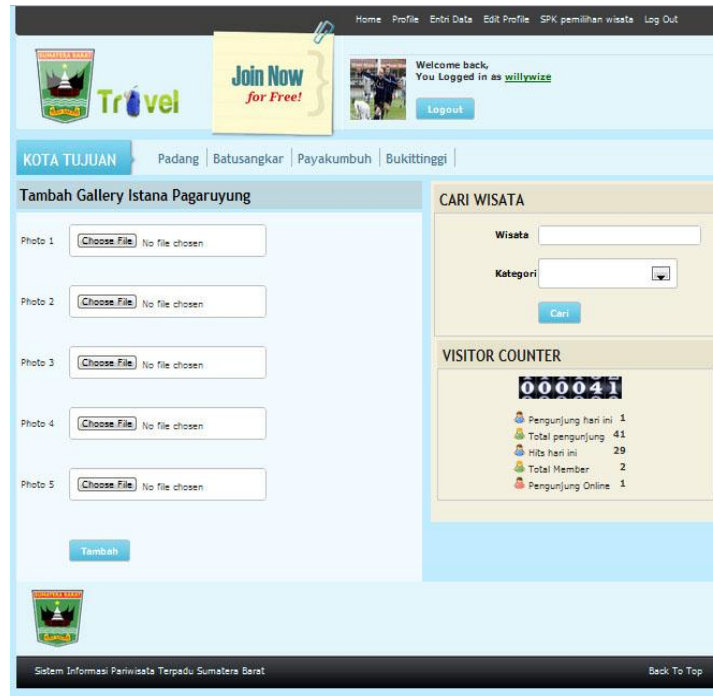 Home Profile Entri Data Edit Profile SPK pemilihan wisata Log Out
SUMATERA BARAT
Travel
Join Now
for Free!
Welcome back,
You Logged in as willywize
Logout
KOTA TUJUAN
Padang Batusangkar Payakumbuh Bukittinggi
Tambah Gallery Istana Pagaruyung
Photo 1 Choose File No file chosen
Photo 2 Choose File No file chosen
Photo 3 Choose File No file chosen
Photo 4 Choose File No file chosen
Photo 5 Choose File No file chosen
Tambah
CARI WISATA
Wisata
Kategori
Cari
VISITOR COUNTER
000041
Pengunjung hari ini 1
Total pengunjung 41
Hits hari ini 29
Total Member 2
Pengunjung Online 1
SUMATERA BARAT
Sistem Informasi Pariwisata Terpadu Sumatera Barat
Back To Top